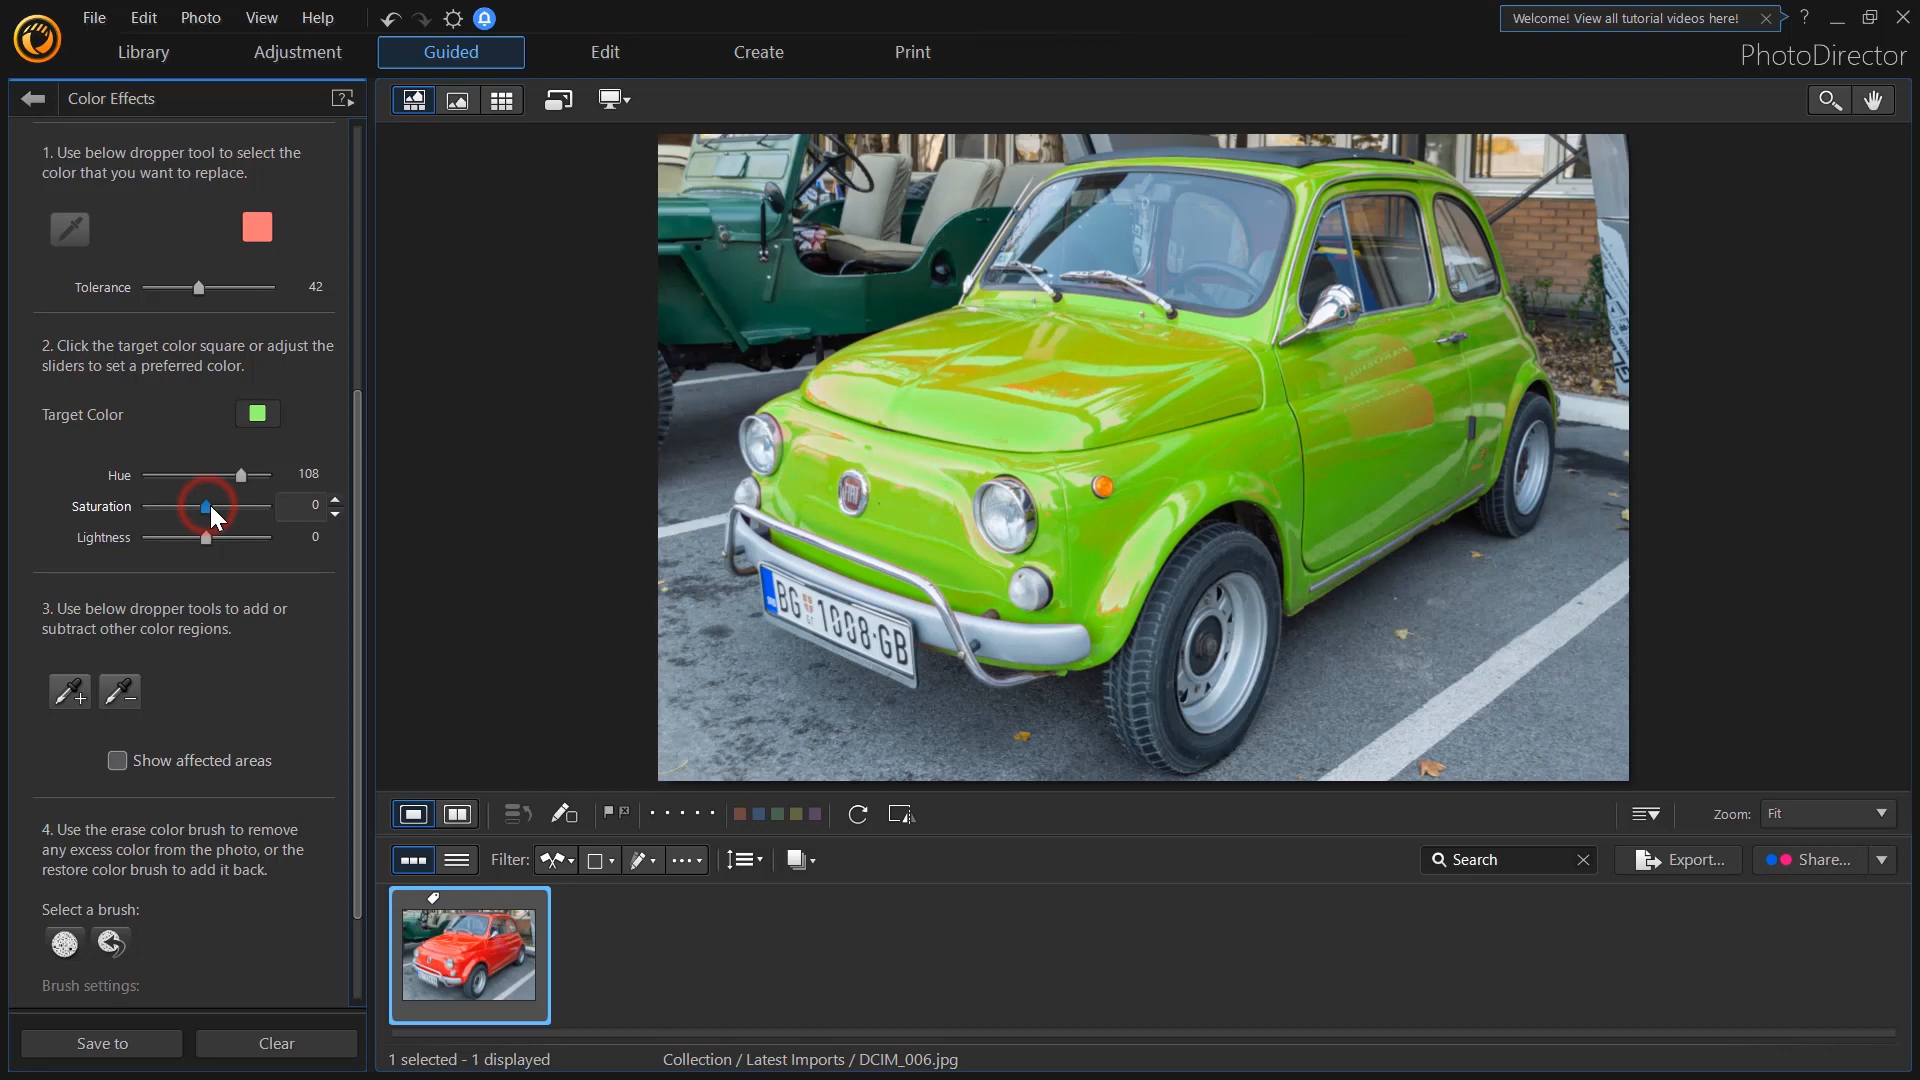 File Edit Photo View Help
Welcome! View all tutorial videos here!
?
Library Adjustment Guided Edit Create Print
PhotoDirector
Color Effects
1. Use below dropper tool to select the
color that you want to replace.
Tolerance 42
2. Click the target color square or adjust the
sliders to set a preferred color.
Target Color
Hue 108
Saturation 0
Lightness 0
3. Use below dropper tools to add or
subtract other color regions.
Show affected areas
4. Use the erase color brush to remove
any excess color from the photo, or the
restore color brush to add it back.
Select a brush:
Brush settings:
Save to Clear
FIAT
BG 1008-GB
Zoom: Fit
Filter:
Search
Export...
Share...
1 selected - 1 displayed
Collection / Latest Imports / DCIM_006.jpg